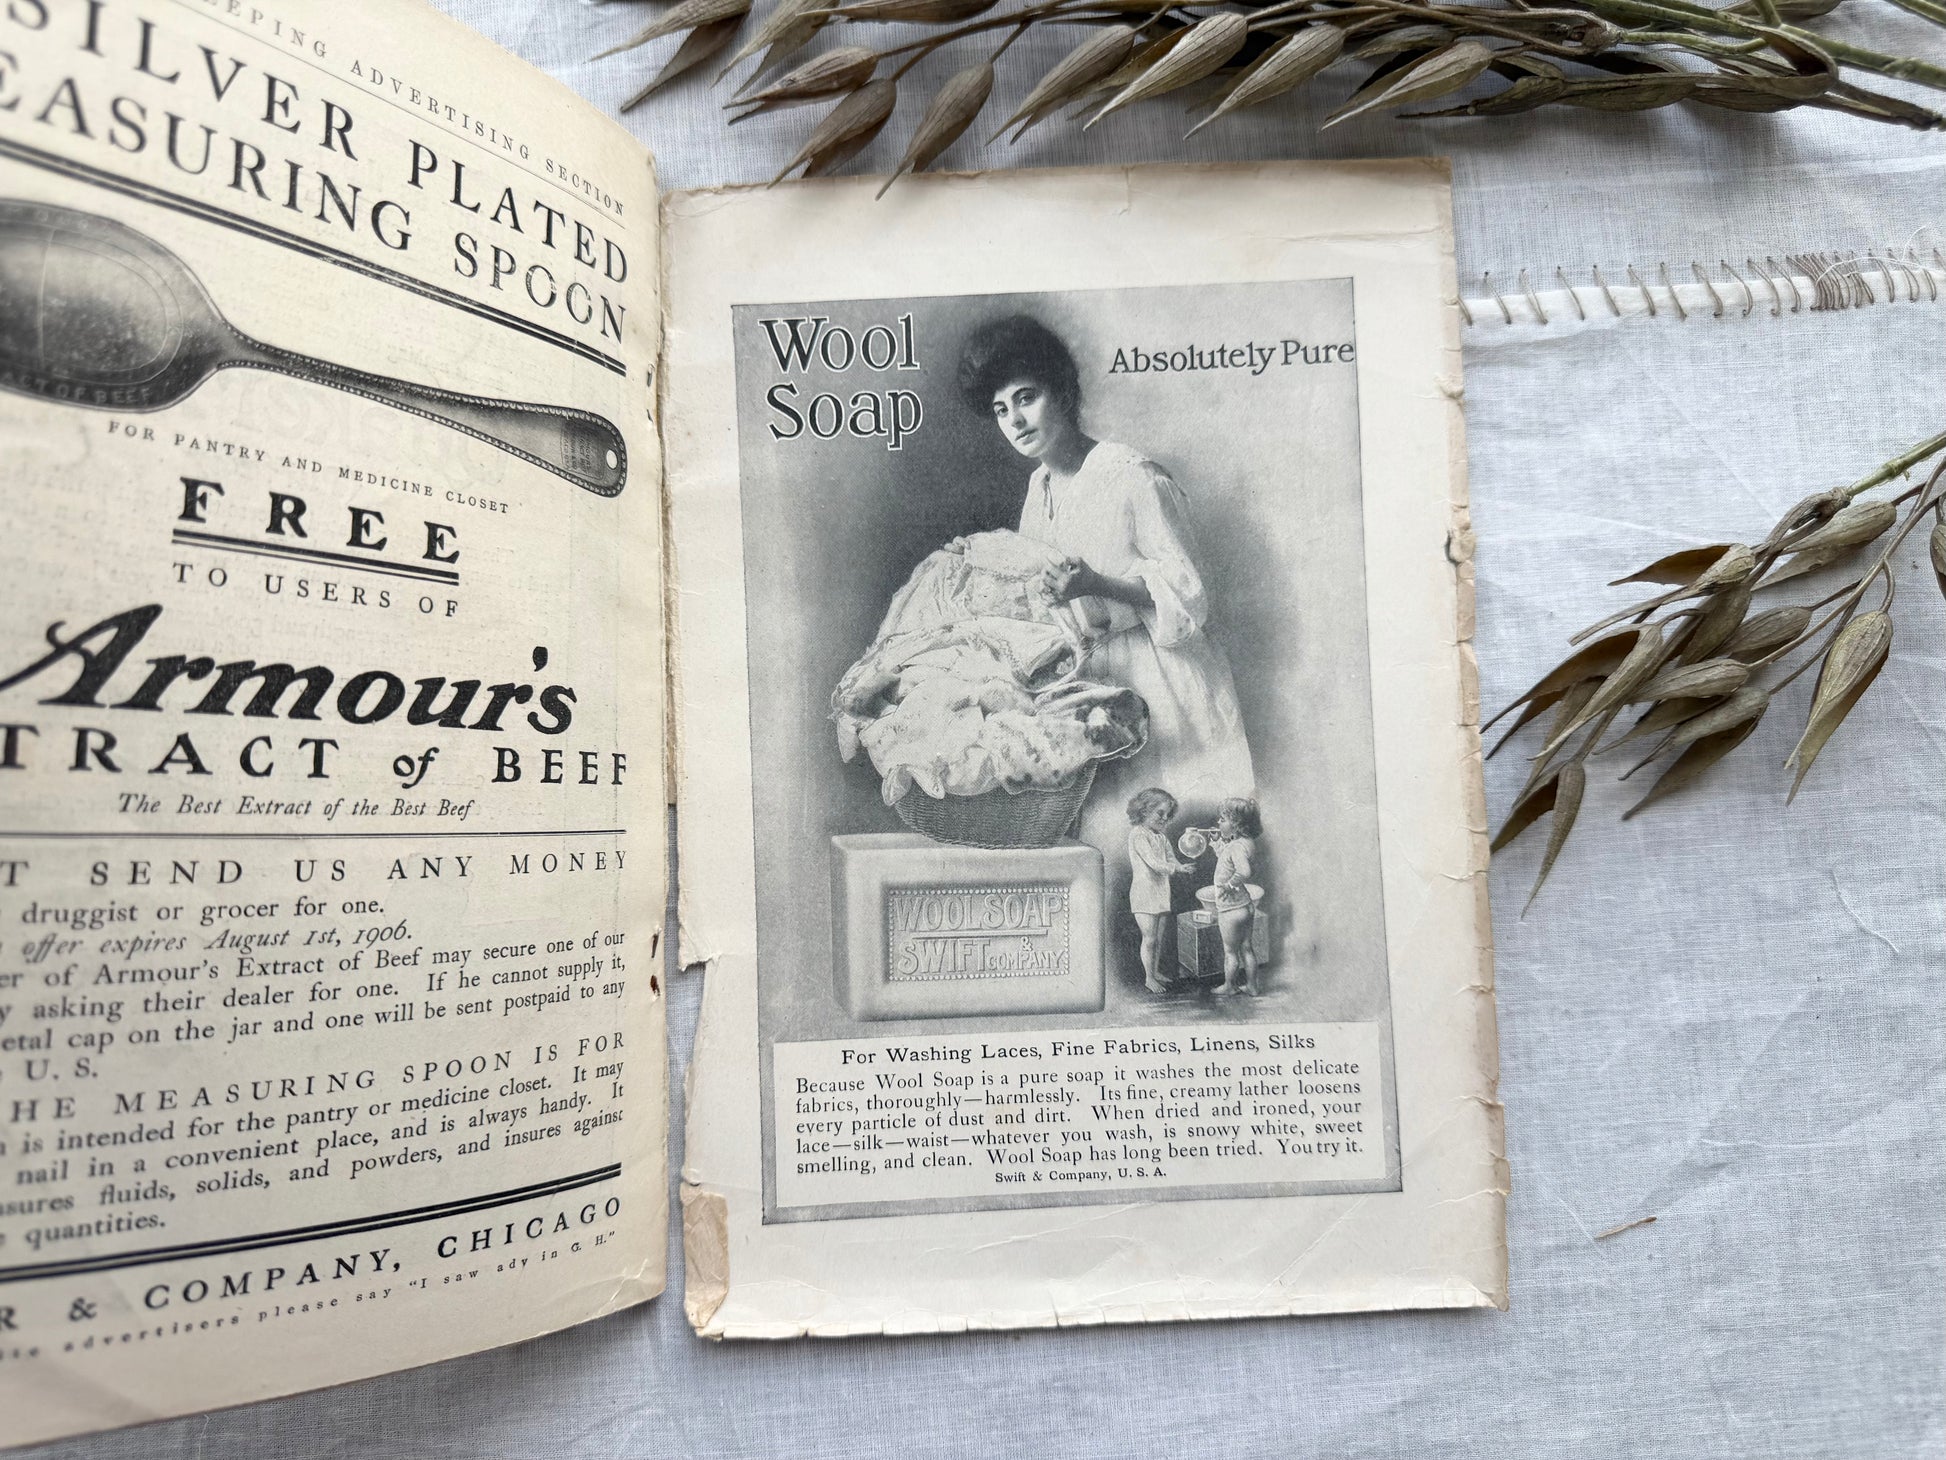 EEPING ADVERTISING SECTION
SILVER PLATED
EASURING SPOON
CT OF BEEF
FOR PANTRY AND MEDICINE CLOSET
FREE
TO USERS OF
Armour's
TRACT of BEEF
The Best Extract of the Best Beef
T SEND US ANY MONEY
druggist or grocer for one.
offer expires August 1st, 1906.
er of Armour's Extract of Beef may secure one of our
y asking their dealer for one. If he cannot supply it,
etal cap on the jar and one will be sent postpaid to any
U. S.
HE MEASURING SPOON IS FOR
is intended for the pantry or medicine closet. It may
nail in a convenient place, and is always handy. It
sures fluids, solids, and powders, and insures against
quantities.
R & COMPANY, CHICAGO
ite advertisers please say "I saw adv in G. H."
Wool
Soap
Absolutely Pure
WOOL SOAP
SWIFT & COMPANY
For Washing Laces, Fine Fabrics, Linens, Silks
Because Wool Soap is a pure soap it washes the most delicate
fabrics, thoroughly—harmlessly. Its fine, creamy lather loosens
every particle of dust and dirt. When dried and ironed, your
lace—silk—waist—whatever you wash, is snowy white, sweet
smelling, and clean. Wool Soap has long been tried. You try it.
Swift & Company, U. S. A.